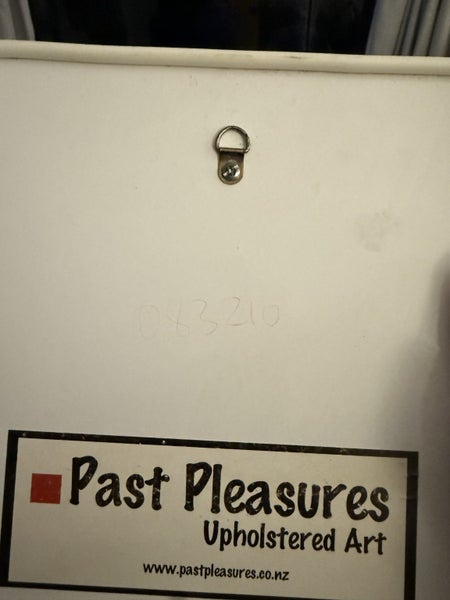 083210
Past Pleasures
Upholstered Art
www.pastpleasures.co.nz